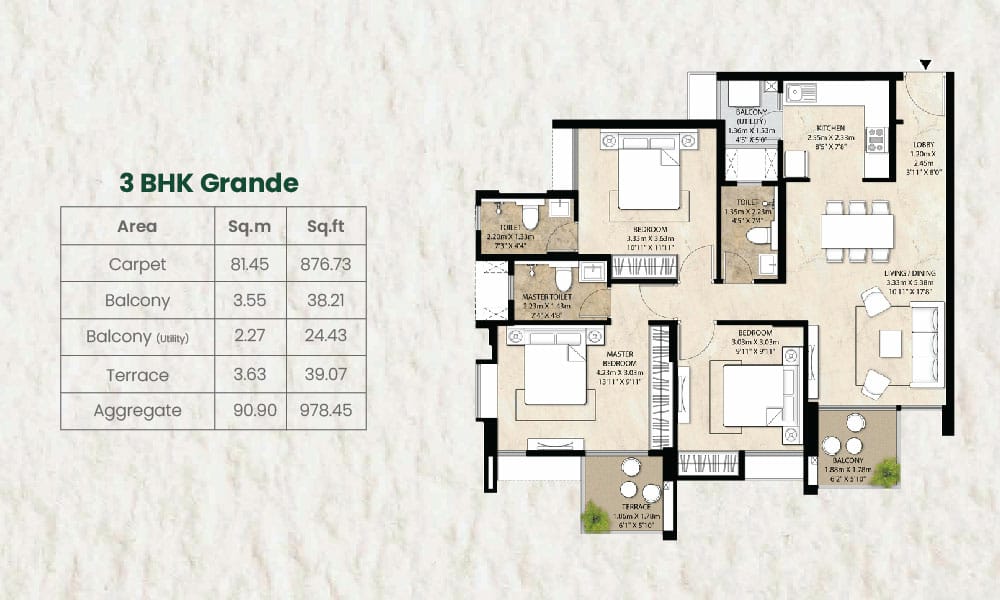 3 BHK Grande
Area Sq.m Sq.ft
Carpet 81.45 876.73
Balcony 3.55 38.21
Balcony (Utility) 2.27 24.43
Terrace 3.63 39.07
Aggregate 90.90 978.45
BALCONY
(UTILITY)
1.36m X 1.53m
4'5" X 5'0"
KITCHEN
2.55m X 2.33m
8'5" X 7'8"
LOBBY
1.20m X
2.45m
3'11" X 8'0"
TOILET
2.20m X 1.33m
7'3" X 4'4"
BEDROOM
3.33m X 3.63m
10'11" X 11'11"
TOILET
1.35m X 2.23m
4'5" X 7'4"
MASTER TOILET
2.23m X 1.43m
7'4" X 4'8"
LIVING / DINING
3.33m X 5.38m
10'11" X 17'8"
MASTER
BEDROOM
4.23m X 3.03m
13'11" X 9'11"
BEDROOM
3.03m X 3.03m
9'11" X 9'11"
BALCONY
1.88m X 1.78m
6'2" X 5'10"
TERRACE
1.86m X 1.78m
6'1" X 5'10"